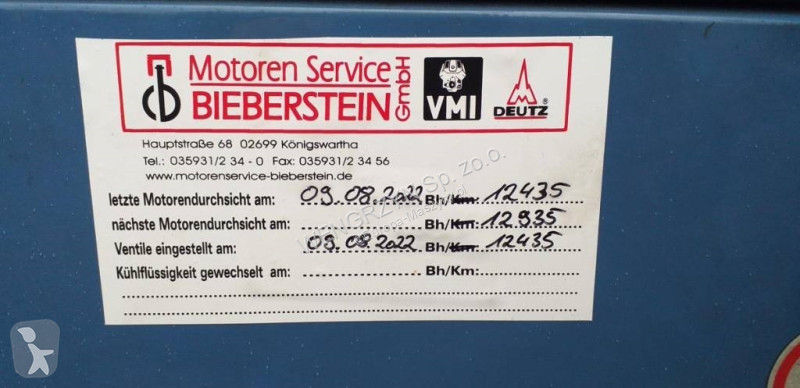 Motoren Service
BIEBERSTEIN GmbH
VMI
DEUTZ ®
Hauptstraße 68 02699 Königswartha
Tel.: 035931/2 34 - 0 Fax: 035931/2 34 56
www.motorenservice-bieberstein.de
letzte Motorendurchsicht am: 09.08.2022 Bh/Km: 12435
nächste Motorendurchsicht am: Bh/Km: 12935
Ventile eingestellt am: 09.08.2022 Bh/Km: 12435
Kühlflüssigkeit gewechselt am: Bh/Km: